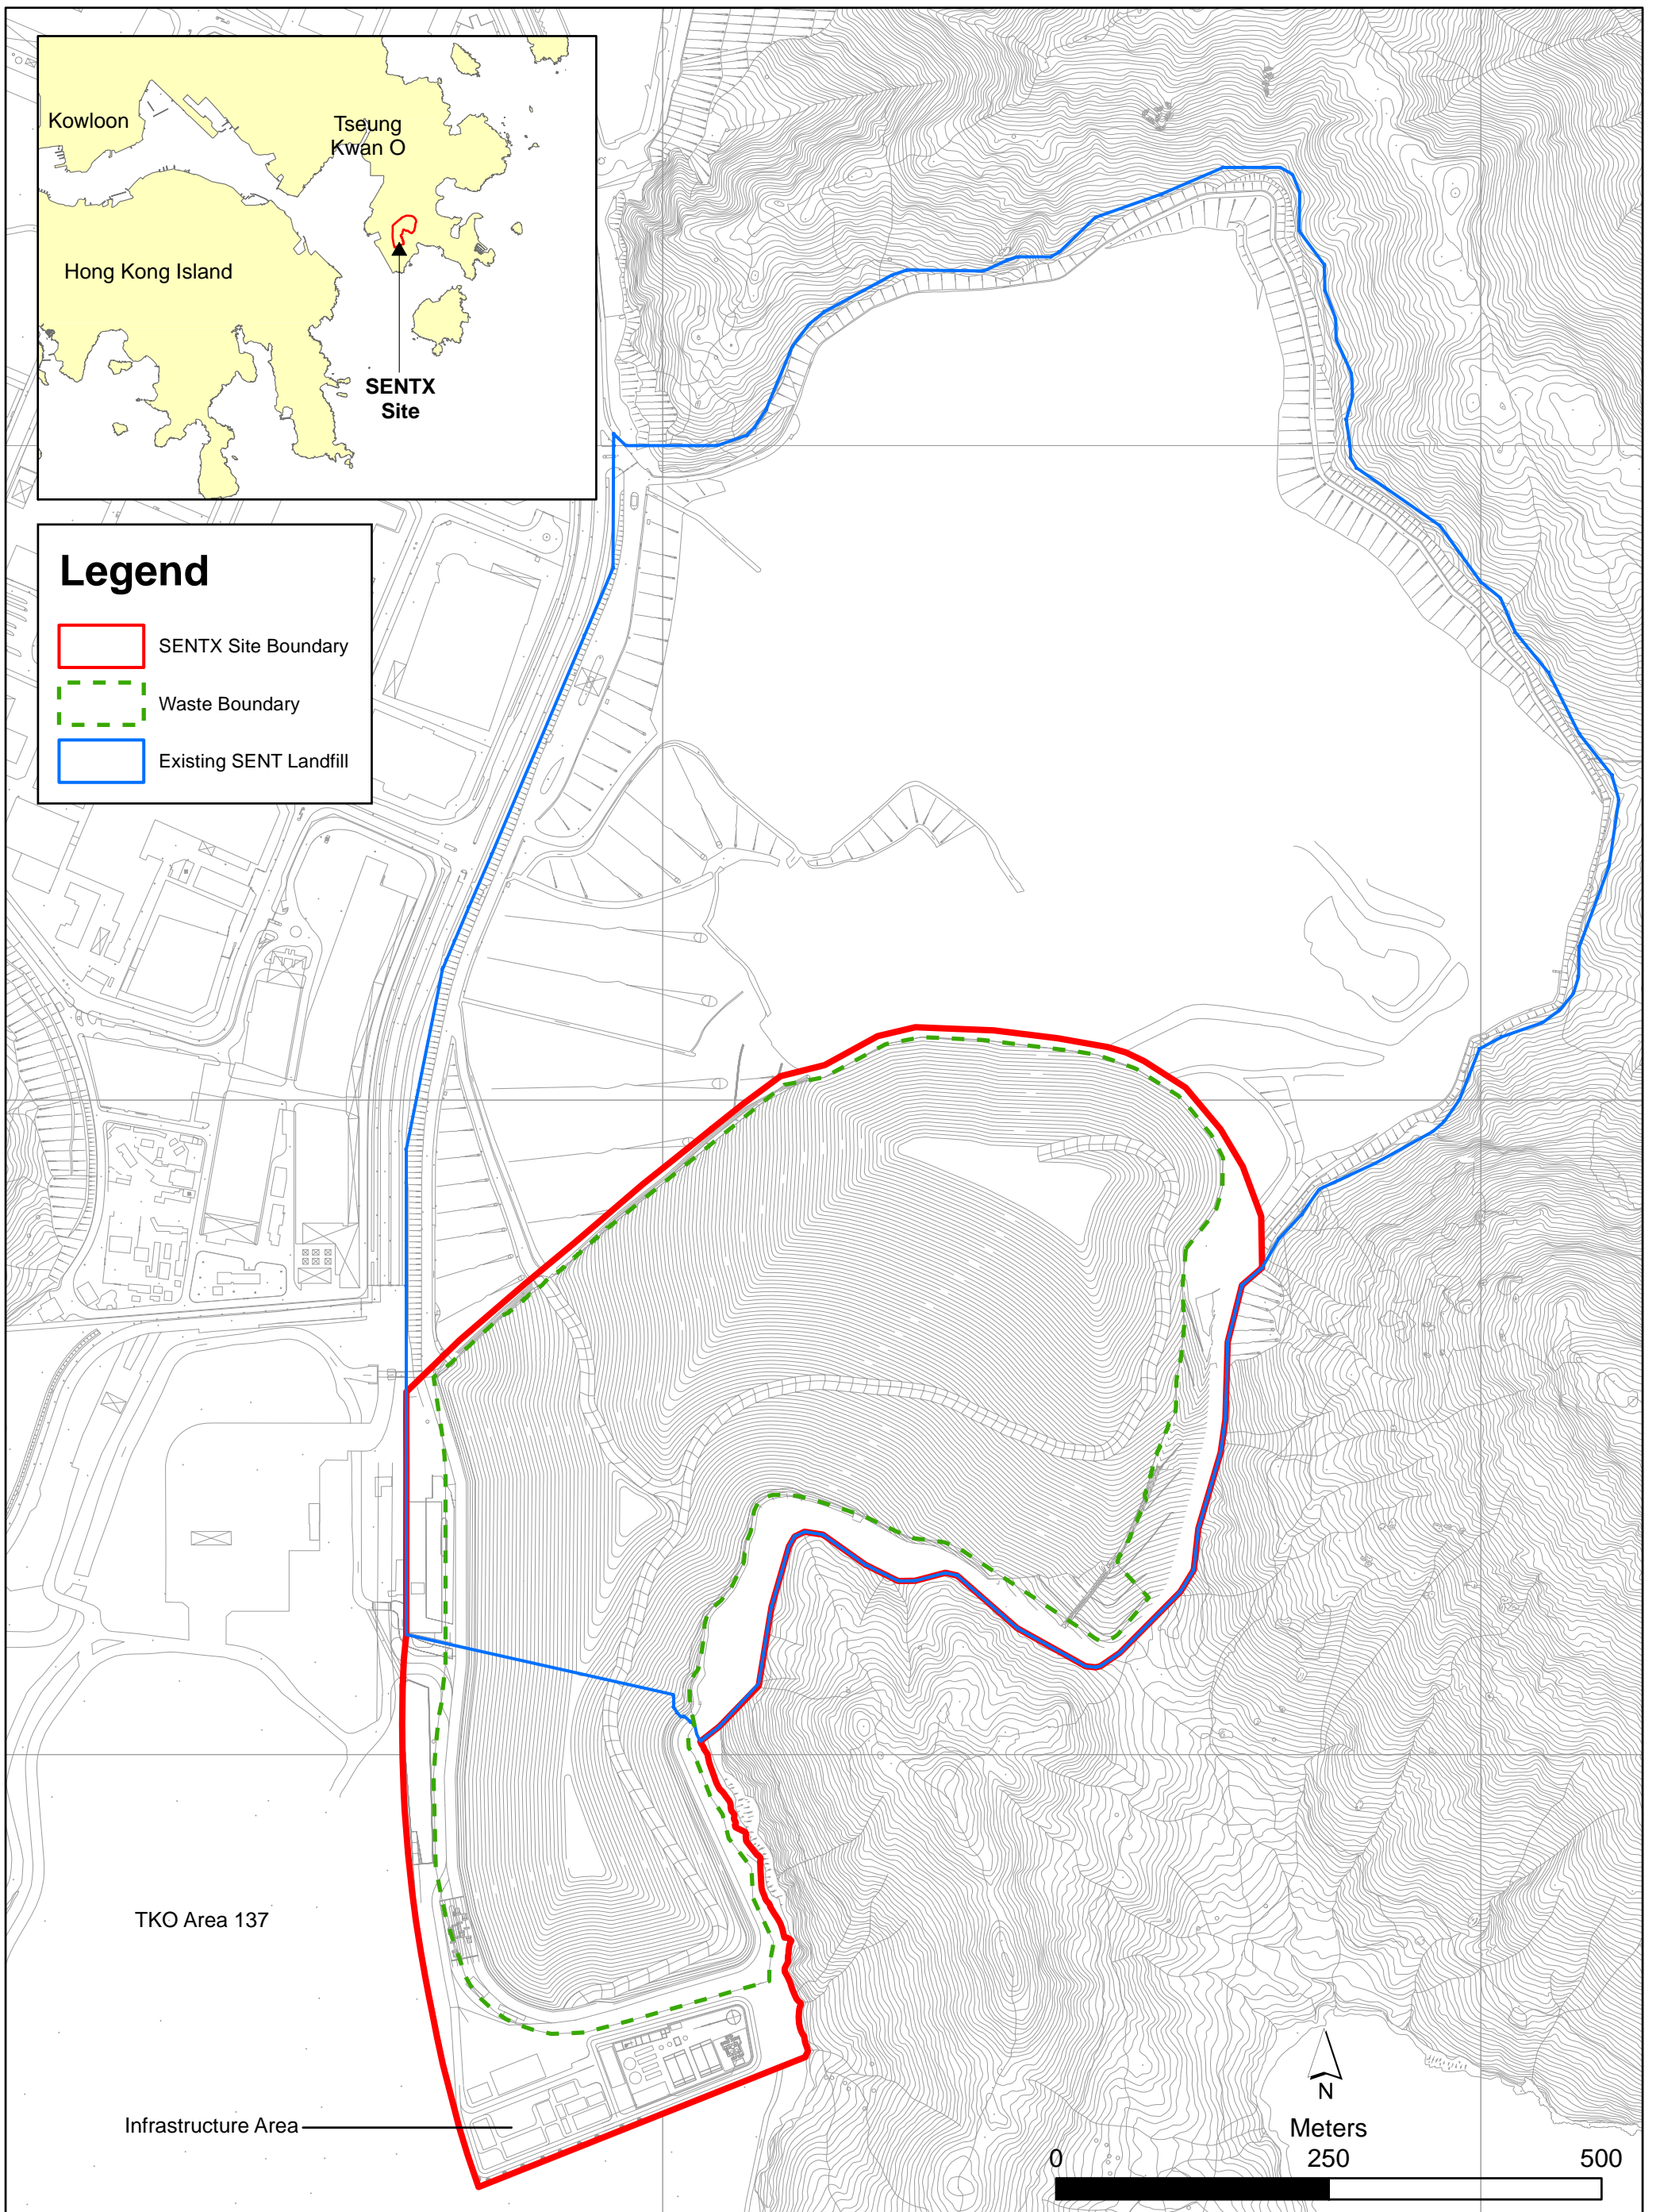 Kowloon
Tseung
Kwan O
Hong Kong Island
SENTX
Site
Legend
SENTX Site Boundary
Waste Boundary
Existing SENT Landfill
TKO Area 137
Infrastructure Area
N
Meters
0 250 500